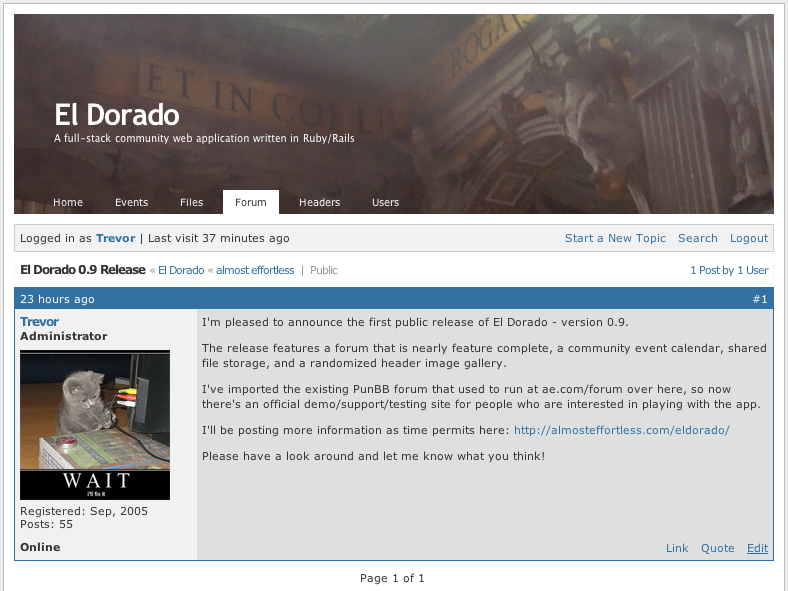 ET IN COELO
ROGA
El Dorado
A full-stack community web application written in Ruby/Rails
Home Events Files Forum Headers Users
Logged in as Trevor | Last visit 37 minutes ago Start a New Topic Search Logout
El Dorado 0.9 Release « El Dorado « almost effortless | Public 1 Post by 1 User
23 hours ago #1
Trevor
Administrator
WAIT
i'll fix it
Registered: Sep, 2005
Posts: 55
Online
I'm pleased to announce the first public release of El Dorado - version 0.9.
The release features a forum that is nearly feature complete, a community event calendar, shared
file storage, and a randomized header image gallery.
I've imported the existing PunBB forum that used to run at ae.com/forum over here, so now
there's an official demo/support/testing site for people who are interested in playing with the app.
I'll be posting more information as time permits here: http://almosteffortless.com/eldorado/
Please have a look around and let me know what you think!
Link Quote Edit
Page 1 of 1